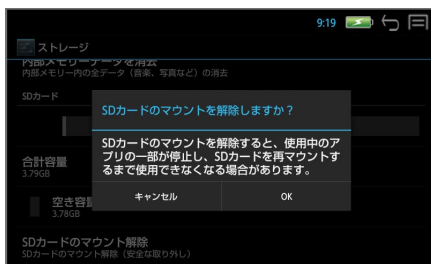 9:19
ストレージ
内部メモリーデータを消去
内部メモリー内の全データ（音楽、写真など）の消去
SDカード
SDカードのマウントを解除しますか？
SDカードのマウントを解除すると、使用中のア
プリの一部が停止し、SDカードを再マウントす
るまで使用できなくなる場合があります。
キャンセル OK
合計容量
3.79GB
空き容
3.78GB
SDカードのマウント解除
SDカードのマウント解除（安全な取り外し）